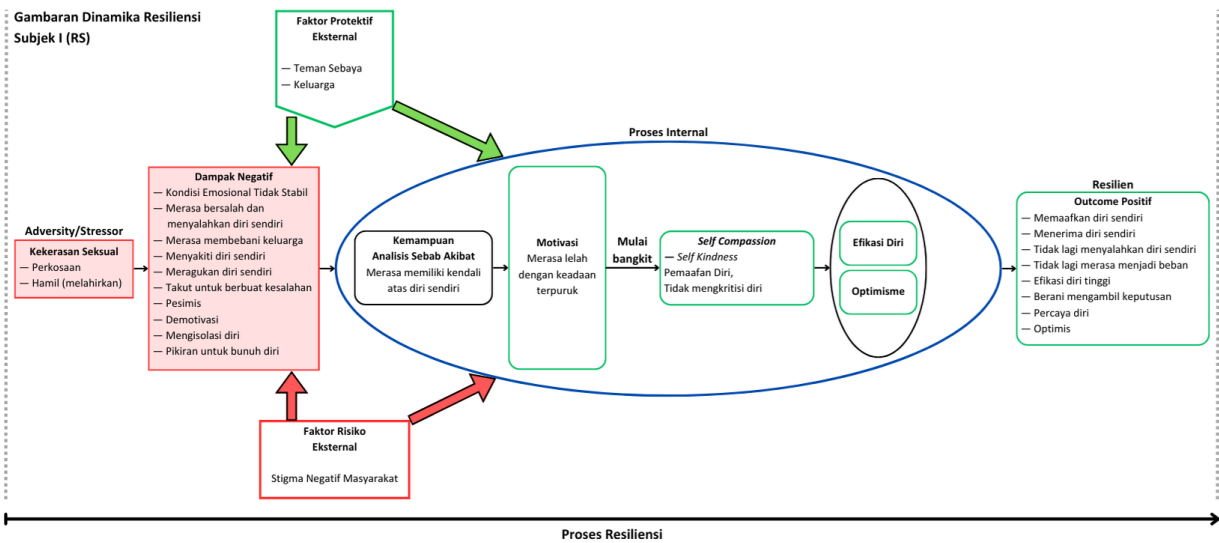 Gambaran Dinamika Resiliensi
Subjek I (RS)
Faktor Protektif
Eksternal
— Teman Sebaya
— Keluarga
Adversity/Stressor
Kekerasan Seksual
— Perkosaan
— Hamil (melahirkan)
Dampak Negatif
— Kondisi Emosional Tidak Stabil
— Merasa bersalah dan
menyalahkan diri sendiri
— Merasa membebani keluarga
— Menyakiti diri sendiri
— Meragukan diri sendiri
— Takut untuk berbuat kesalahan
— Pesimis
— Demotivasi
— Mengisolasi diri
— Pikiran untuk bunuh diri
Faktor Risiko
Eksternal
Stigma Negatif Masyarakat
Proses Internal
Kemampuan
Analisis Sebab Akibat
Merasa memiliki kendali
atas diri sendiri
Motivasi
Merasa lelah
dengan keadaan
terpuruk
Mulai
bangkit
Self Compassion
— Self Kindness
Pemaafan Diri,
Tidak mengkritisi diri
Efikasi Diri
Optimisme
Resilien
Outcome Positif
— Memaafkan diri sendiri
— Menerima diri sendiri
— Tidak lagi menyalahkan diri sendiri
— Tidak lagi merasa menjadi beban
— Efikasi diri tinggi
— Berani mengambil keputusan
— Percaya diri
— Optimis
Proses Resiliensi